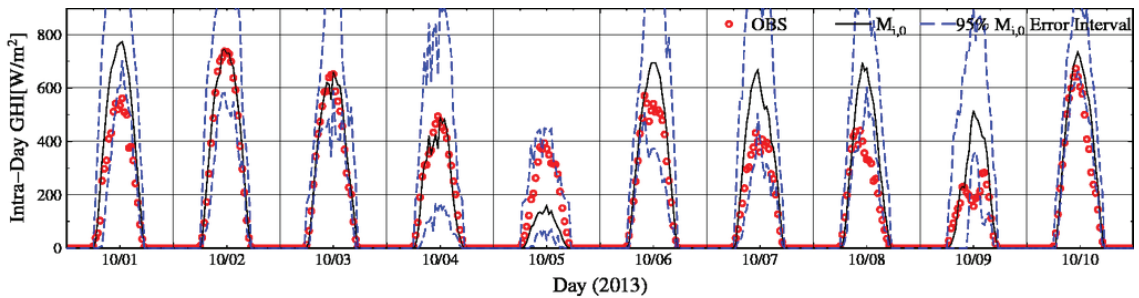 OBS M_{i,0} 95% M_{i,0} Error Interval
Intra-Day GHI[W/m²]
800
600
400
200
0
10/01 10/02 10/03 10/04 10/05 10/06 10/07 10/08 10/09 10/10
Day (2013)